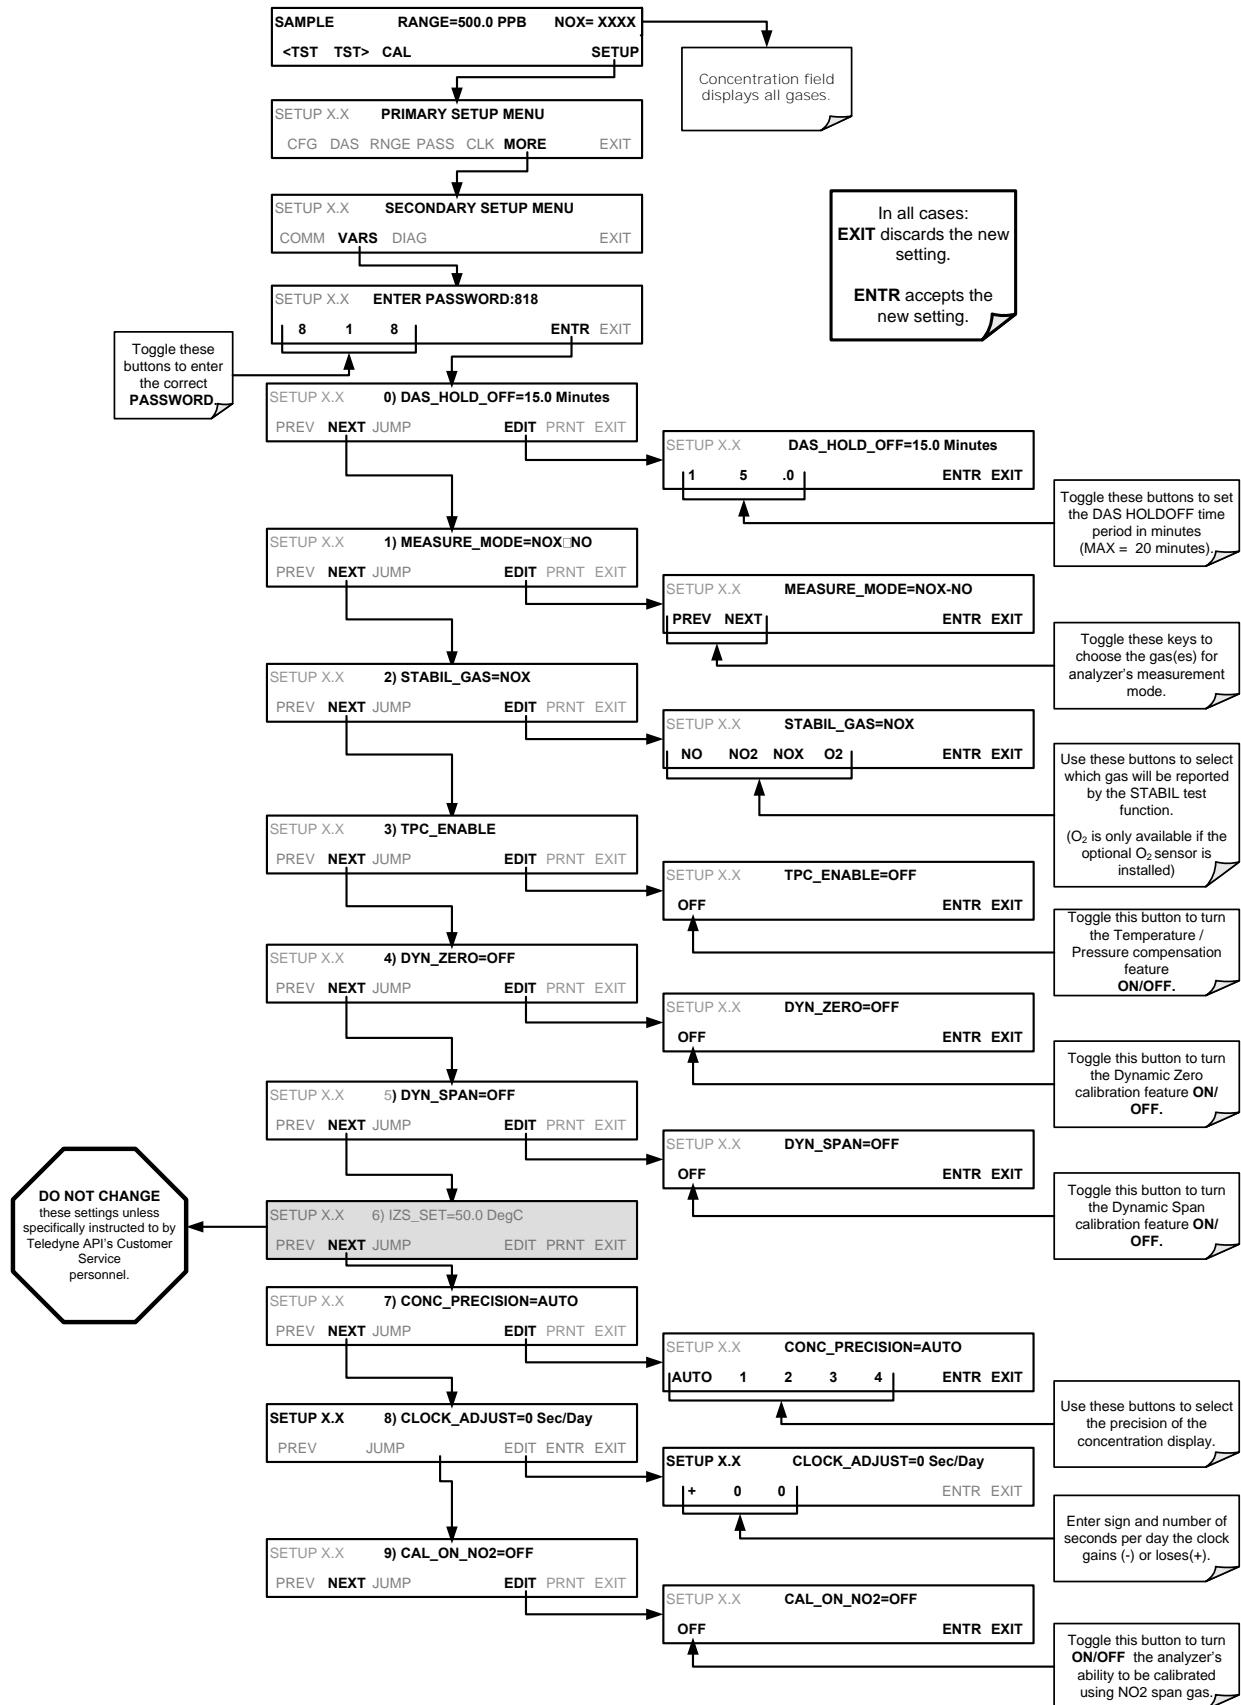 SAMPLE RANGE=500.0 PPB NOX= XXXX
<TST TST> CAL SETUP
Concentration field
displays all gases.
SETUP X.X PRIMARY SETUP MENU
CFG DAS RNGE PASS CLK MORE EXIT
SETUP X.X SECONDARY SETUP MENU
COMM VARS DIAG EXIT
In all cases:
EXIT discards the new
setting.
ENTR accepts the
new setting.
SETUP X.X ENTER PASSWORD:818
8 1 8 ENTR EXIT
Toggle these
buttons to enter
the correct
PASSWORD.
SETUP X.X 0) DAS_HOLD_OFF=15.0 Minutes
PREV NEXT JUMP EDIT PRNT EXIT
SETUP X.X DAS_HOLD_OFF=15.0 Minutes
1 5 .0 ENTR EXIT
Toggle these buttons to set
the DAS HOLDOFF time
period in minutes
(MAX = 20 minutes).
SETUP X.X 1) MEASURE_MODE=NOX□NO
PREV NEXT JUMP EDIT PRNT EXIT
SETUP X.X MEASURE_MODE=NOX-NO
PREV NEXT ENTR EXIT
Toggle these keys to
choose the gas(es) for
analyzer's measurement
mode.
SETUP X.X 2) STABIL_GAS=NOX
PREV NEXT JUMP EDIT PRNT EXIT
SETUP X.X STABIL_GAS=NOX
NO NO2 NOX O2 ENTR EXIT
Use these buttons to select
which gas will be reported
by the STABIL test
function.
(O₂ is only available if the
optional O₂ sensor is
installed)
SETUP X.X 3) TPC_ENABLE
PREV NEXT JUMP EDIT PRNT EXIT
SETUP X.X TPC_ENABLE=OFF
OFF ENTR EXIT
Toggle this button to turn
the Temperature /
Pressure compensation
feature
ON/OFF.
SETUP X.X 4) DYN_ZERO=OFF
PREV NEXT JUMP EDIT PRNT EXIT
SETUP X.X DYN_ZERO=OFF
OFF ENTR EXIT
Toggle this button to turn
the Dynamic Zero
calibration feature ON/
OFF.
SETUP X.X 5) DYN_SPAN=OFF
PREV NEXT JUMP EDIT PRNT EXIT
SETUP X.X DYN_SPAN=OFF
OFF ENTR EXIT
Toggle this button to turn
the Dynamic Span
calibration feature ON/
OFF.
DO NOT CHANGE
these settings unless
specifically instructed to by
Teledyne API's Customer
Service
personnel.
SETUP X.X 6) IZS_SET=50.0 DegC
PREV NEXT JUMP EDIT PRNT EXIT
SETUP X.X 7) CONC_PRECISION=AUTO
PREV NEXT JUMP EDIT PRNT EXIT
SETUP X.X CONC_PRECISION=AUTO
AUTO 1 2 3 4 ENTR EXIT
Use these buttons to select
the precision of the
concentration display.
SETUP X.X 8) CLOCK_ADJUST=0 Sec/Day
PREV JUMP EDIT ENTR EXIT
SETUP X.X CLOCK_ADJUST=0 Sec/Day
+ 0 0 ENTR EXIT
Enter sign and number of
seconds per day the clock
gains (-) or loses(+).
SETUP X.X 9) CAL_ON_NO2=OFF
PREV NEXT JUMP EDIT PRNT EXIT
SETUP X.X CAL_ON_NO2=OFF
OFF ENTR EXIT
Toggle this button to turn
ON/OFF the analyzer's
ability to be calibrated
using NO2 span gas.